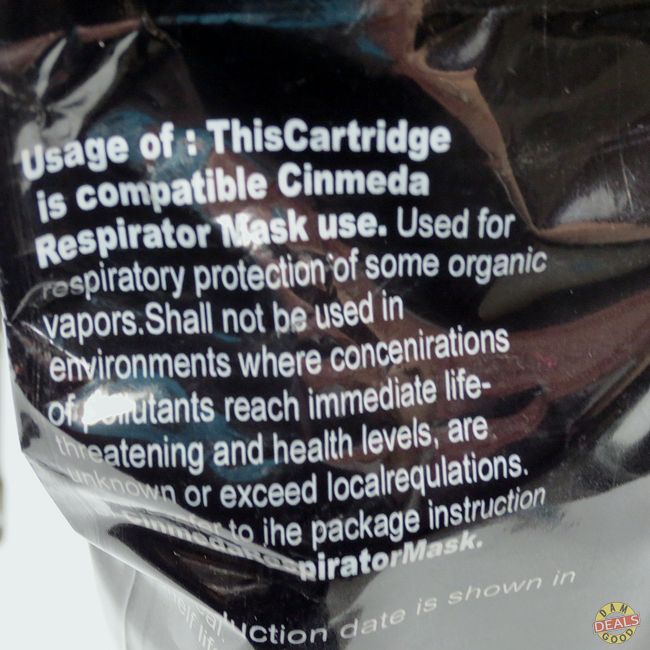 Usage of : ThisCartridge
is compatible Cinmeda
Respirator Mask use. Used for
respiratory protection of some organic
vapors.Shall not be used in
environments where concenirations
of pollutants reach immediate life-
threatening and health levels, are
unknown or exceed localrequlations.
to ihe package instruction
CinmedaRespiratorMask.
duction date is shown in
DAM
DEALS
GOOD